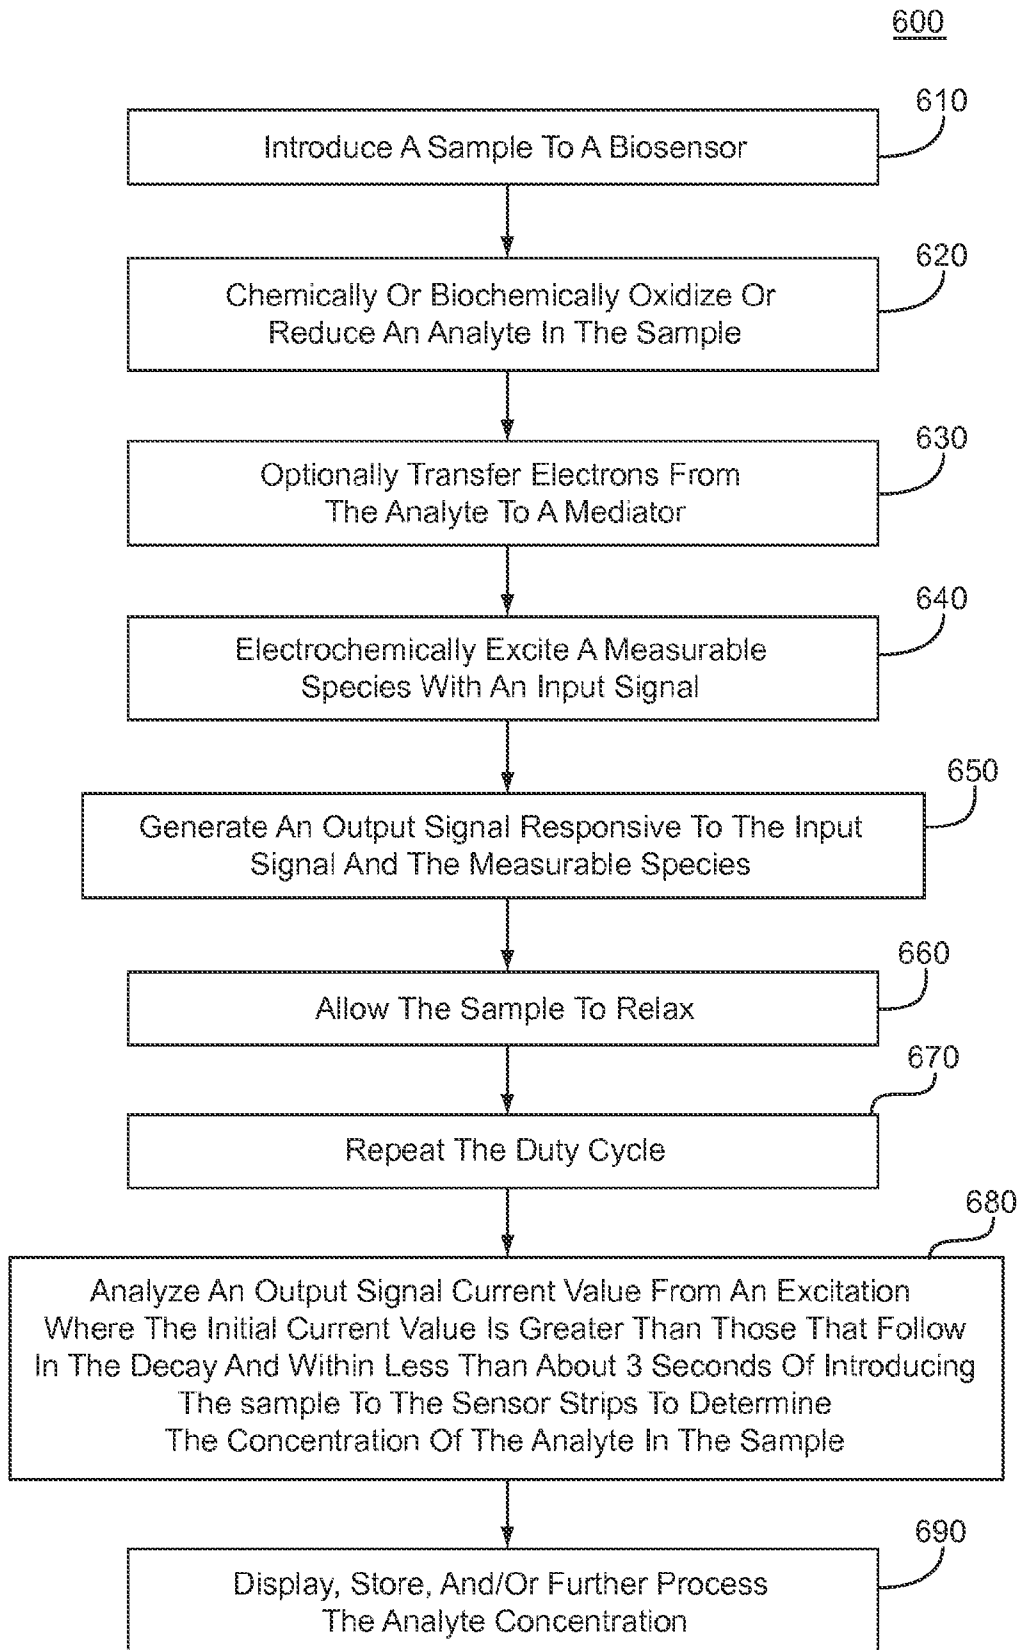 600
610
Introduce A Sample To A Biosensor
620
Chemically Or Biochemically Oxidize Or
Reduce An Analyte In The Sample
630
Optionally Transfer Electrons From
The Analyte To A Mediator
640
Electrochemically Excite A Measurable
Species With An Input Signal
650
Generate An Output Signal Responsive To The Input
Signal And The Measurable Species
660
Allow The Sample To Relax
670
Repeat The Duty Cycle
680
Analyze An Output Signal Current Value From An Excitation
Where The Initial Current Value Is Greater Than Those That Follow
In The Decay And Within Less Than About 3 Seconds Of Introducing
The sample To The Sensor Strips To Determine
The Concentration Of The Analyte In The Sample
690
Display, Store, And/Or Further Process
The Analyte Concentration